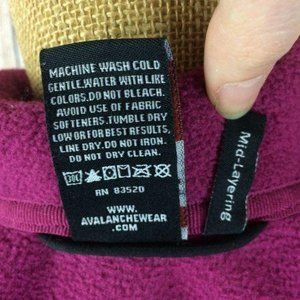 MACHINE WASH COLD
GENTLE.WATER WITH LIKE
COLORS.DO NOT BLEACH.
AVOID USE OF FABRIC
SOFTENERS.TUMBLE DRY
LOW OR FOR BEST RESULTS,
LINE DRY.DO NOT IRON.
DO NOT DRY CLEAN.
RN 83520
WWW.
AVALANCHEWEAR
.COM
Mid-Layering